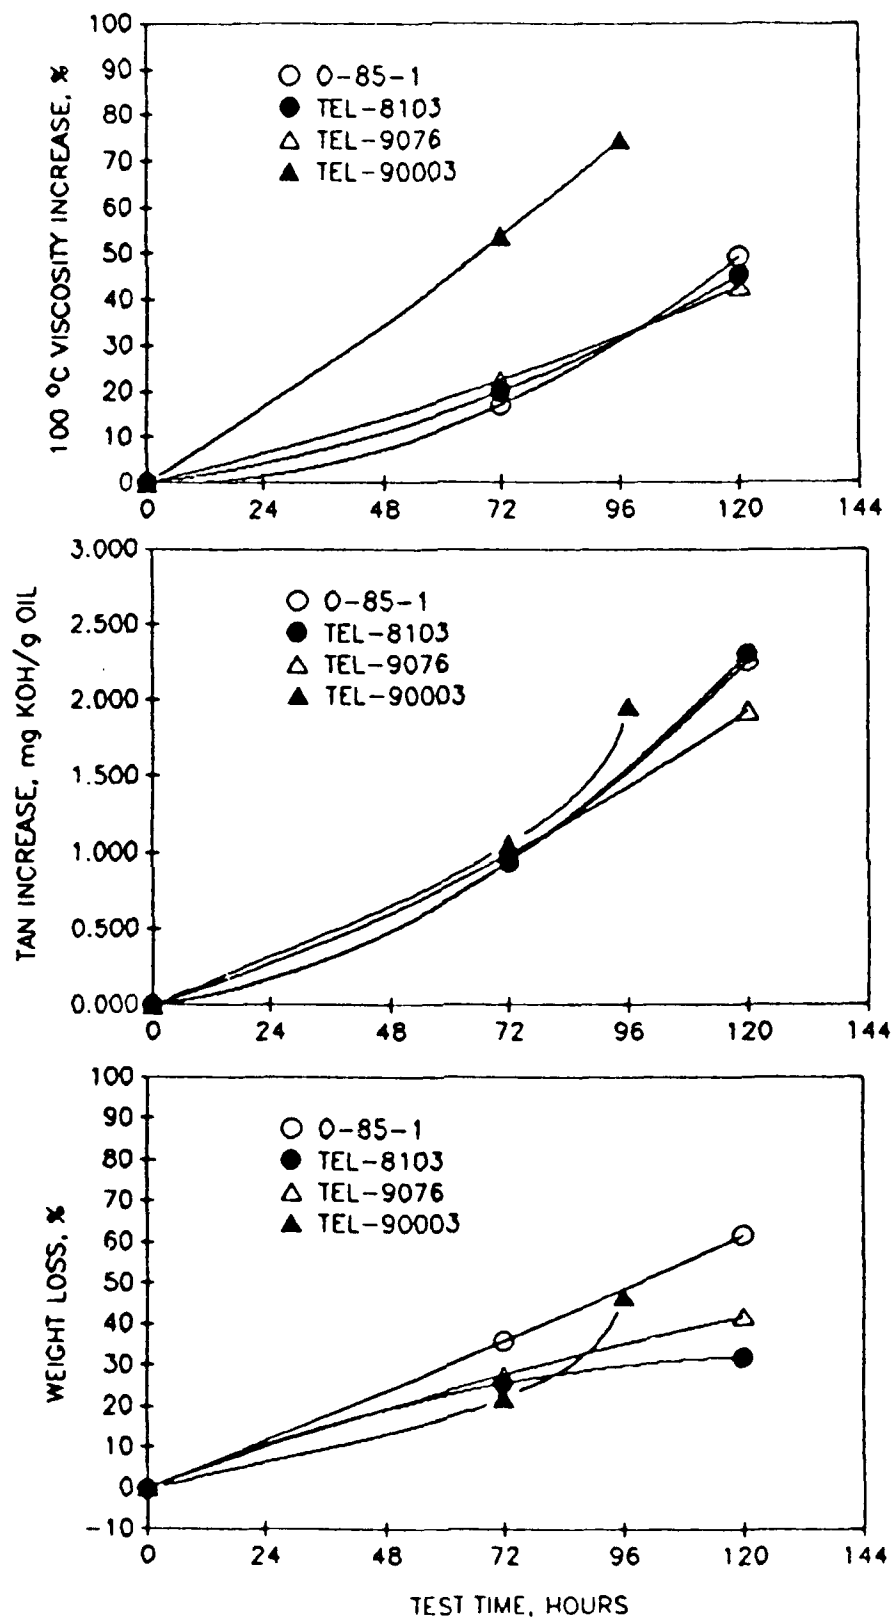 100 °C VISCOSITY INCREASE, %
100
90
80
70
60
50
40
30
20
10
0
O-85-1
TEL-8103
TEL-9076
TEL-90003
0 24 48 72 96 120 144
TAN INCREASE, mg KOH/g OIL
3.000
2.500
2.000
1.500
1.000
0.500
0.000
O-85-1
TEL-8103
TEL-9076
TEL-90003
0 24 48 72 96 120 144
WEIGHT LOSS, %
100
90
80
70
60
50
40
30
20
10
0
-10
O-85-1
TEL-8103
TEL-9076
TEL-90003
0 24 48 72 96 120 144
TEST TIME, HOURS